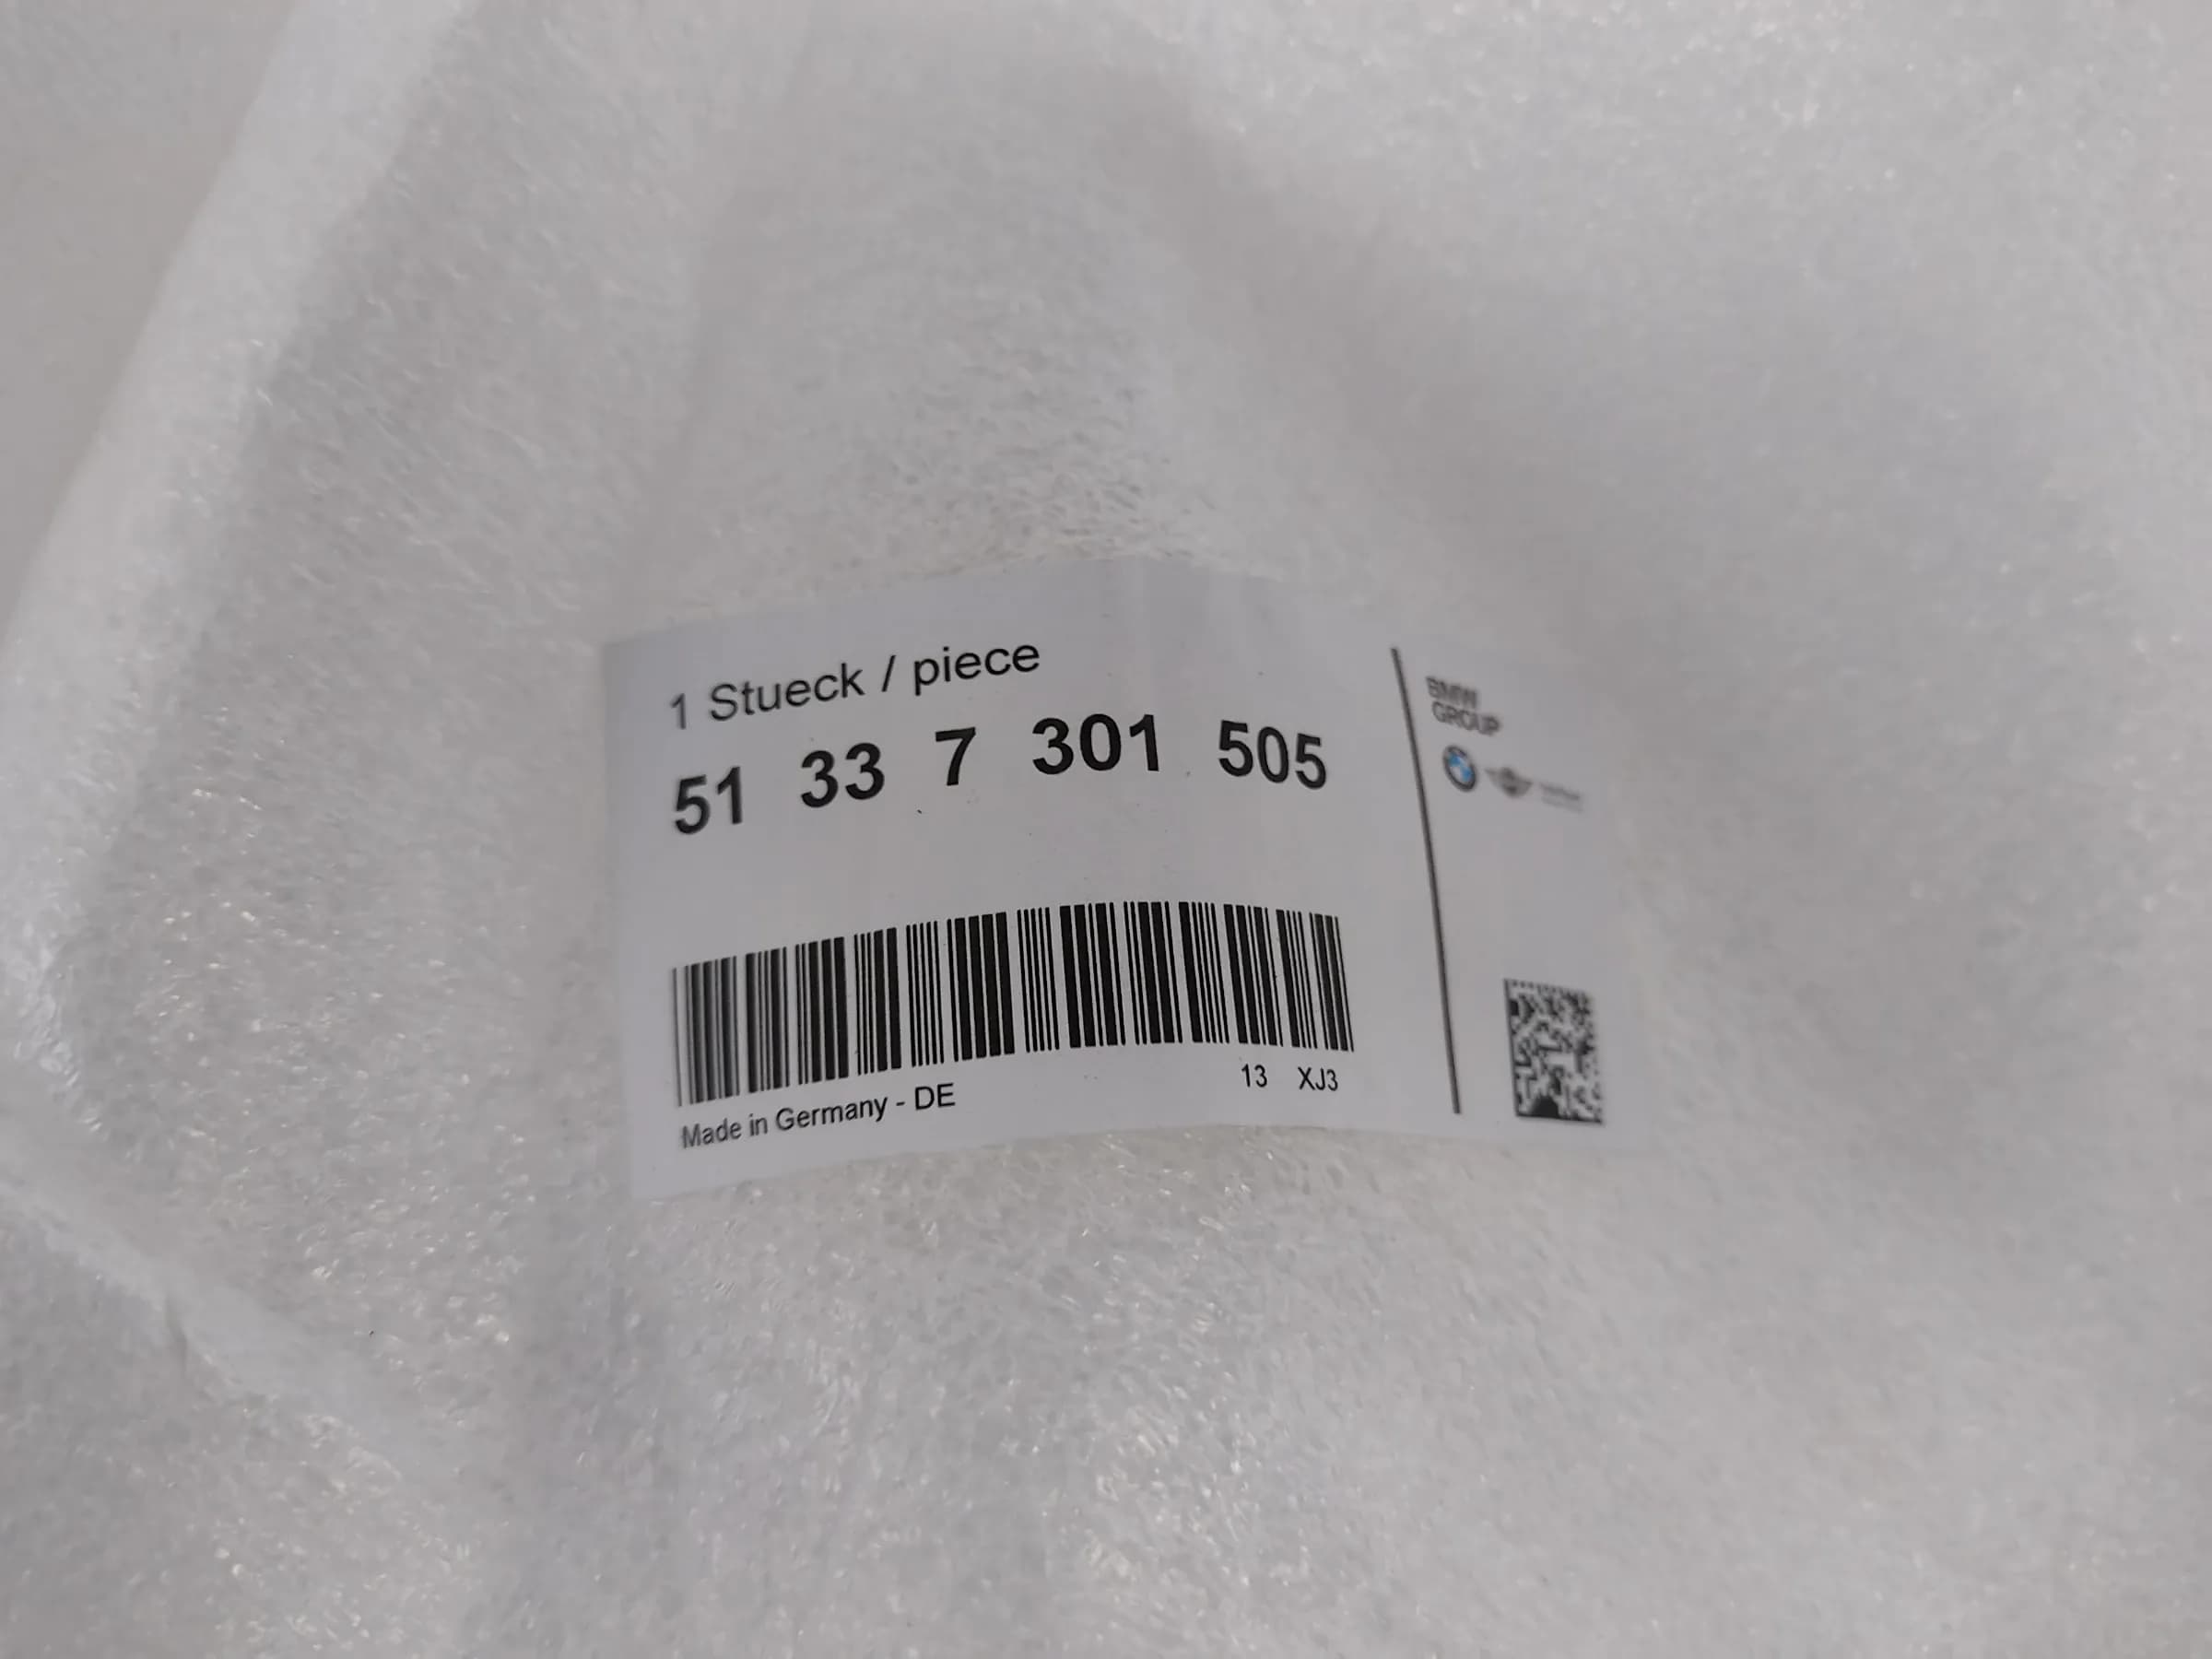 1 Stueck / piece
51 33 7 301 505
Made in Germany - DE
13 XJ3
BMW
GROUP